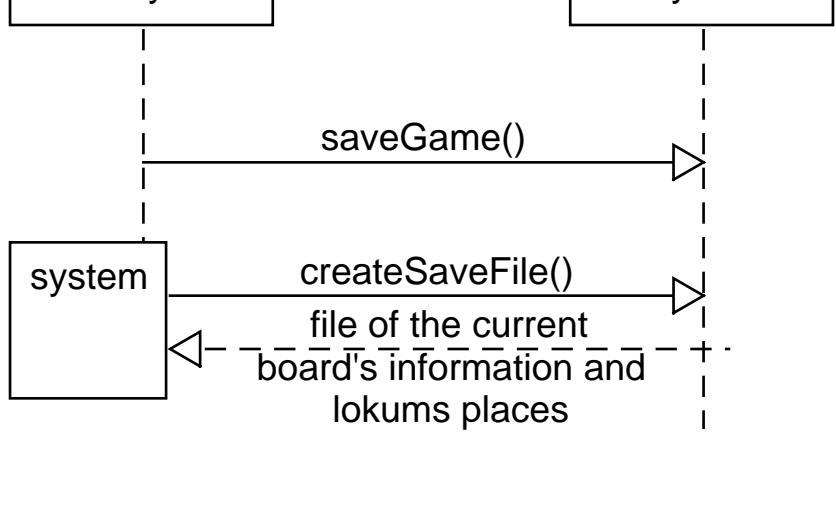 saveGame()
system
createSaveFile()
file of the current
board's information and
lokums places